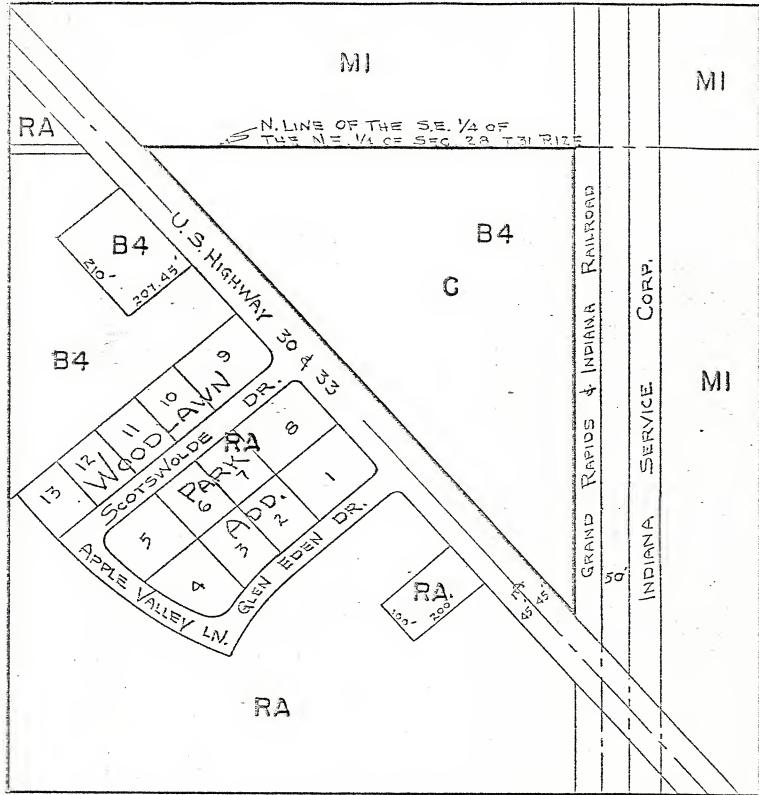 MI
MI
RA
N. LINE OF THE S.E. 1/4 OF
THE N.E. 1/4 OF SEC. 28 T31 R12E
B4
210'
207.45'
U.S. HIGHWAY 30 & 33
B4
C
GRAND RAPIDS & INDIANA RAILROAD
50'
INDIANA SERVICE CORP.
MI
B4
9
10
11
12
13
WOODLAWN
SCOTSWOLDE DR.
RA
PARK
ADD.
8
7
6
5
1
2
3
4
GLEN EDEN DR.
APPLE VALLEY LN.
RA.
100'
200'
45'
45'
RA